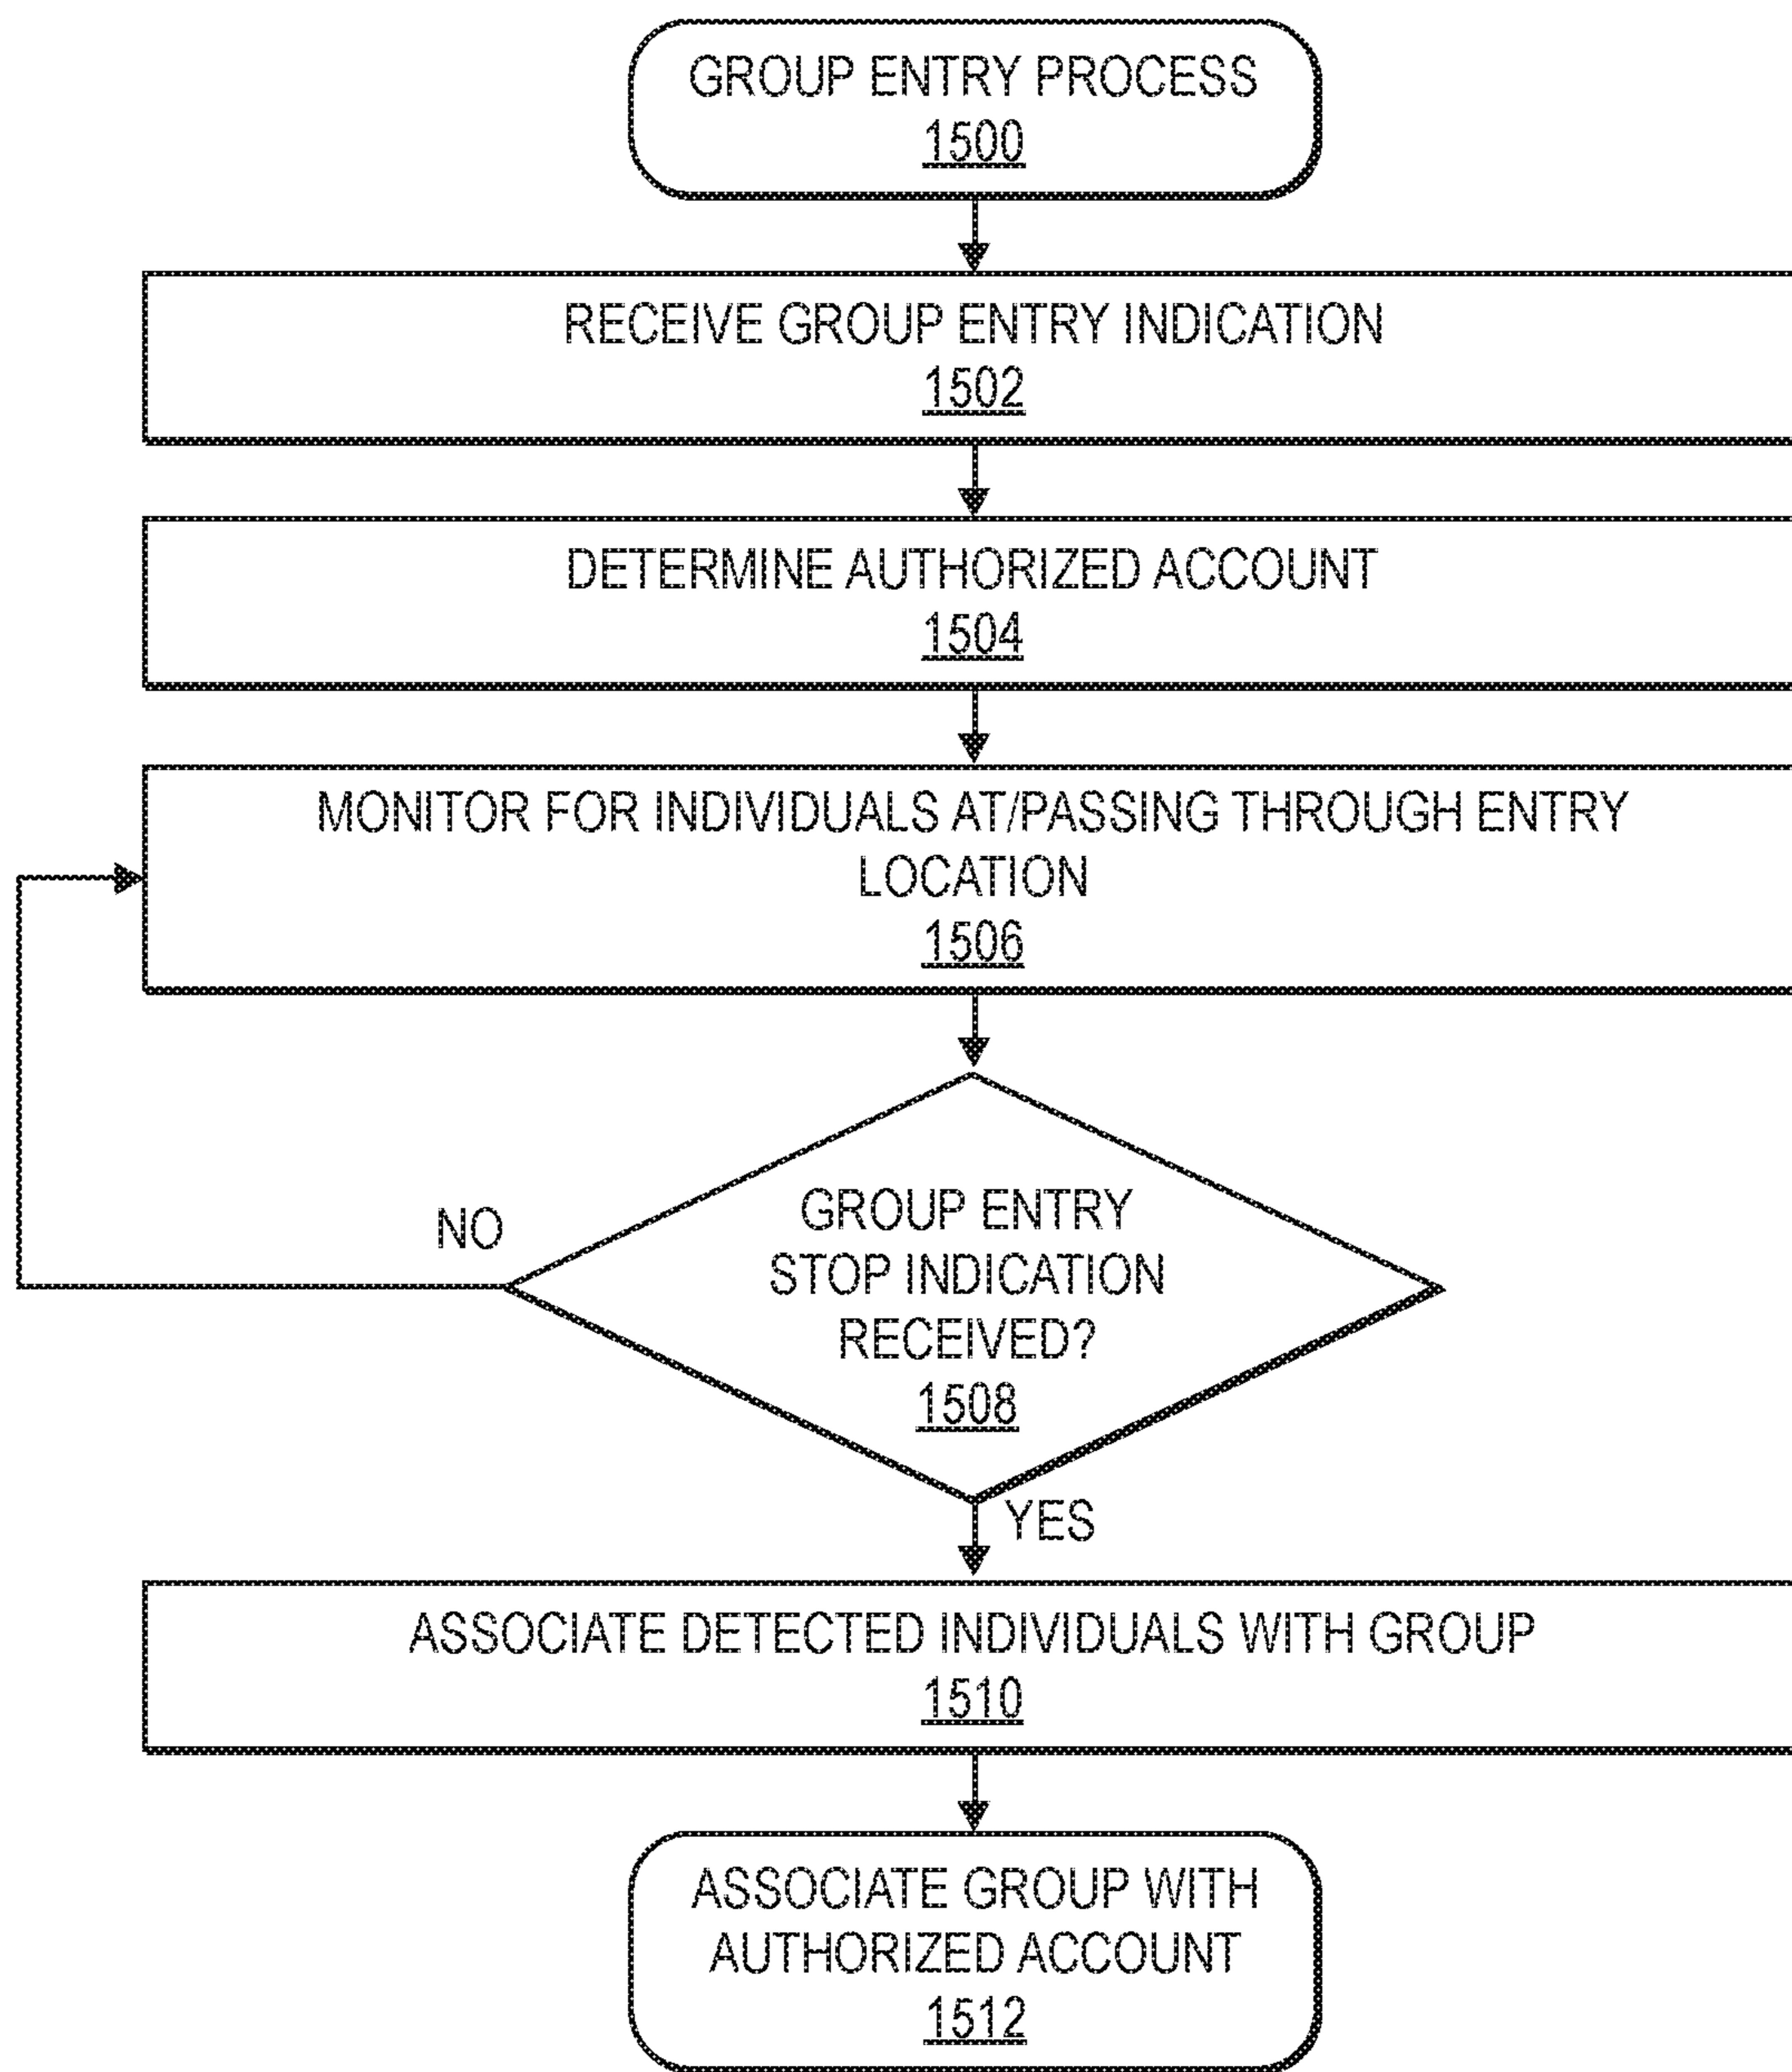 GROUP ENTRY PROCESS
1500
RECEIVE GROUP ENTRY INDICATION
1502
DETERMINE AUTHORIZED ACCOUNT
1504
MONITOR FOR INDIVIDUALS AT/PASSING THROUGH ENTRY
LOCATION
1506
NO
GROUP ENTRY
STOP INDICATION
RECEIVED?
1508
YES
ASSOCIATE DETECTED INDIVIDUALS WITH GROUP
1510
ASSOCIATE GROUP WITH
AUTHORIZED ACCOUNT
1512